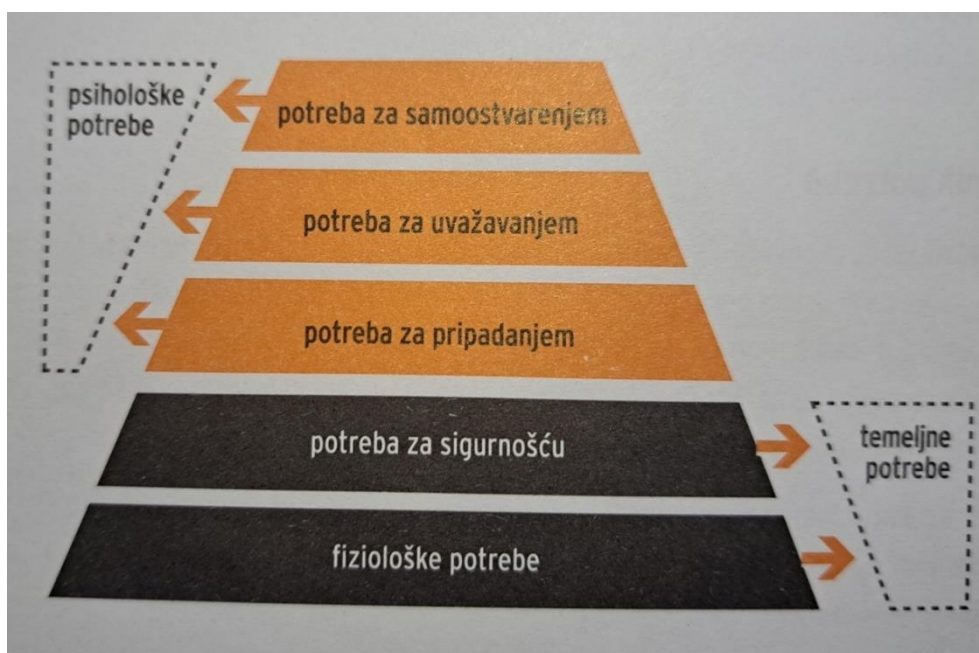 psihološke
potrebe
potreba za samoostvarenjem
potreba za uvažavanjem
potreba za pripadanjem
potreba za sigurnošću
temeljne
potrebe
fiziološke potrebe